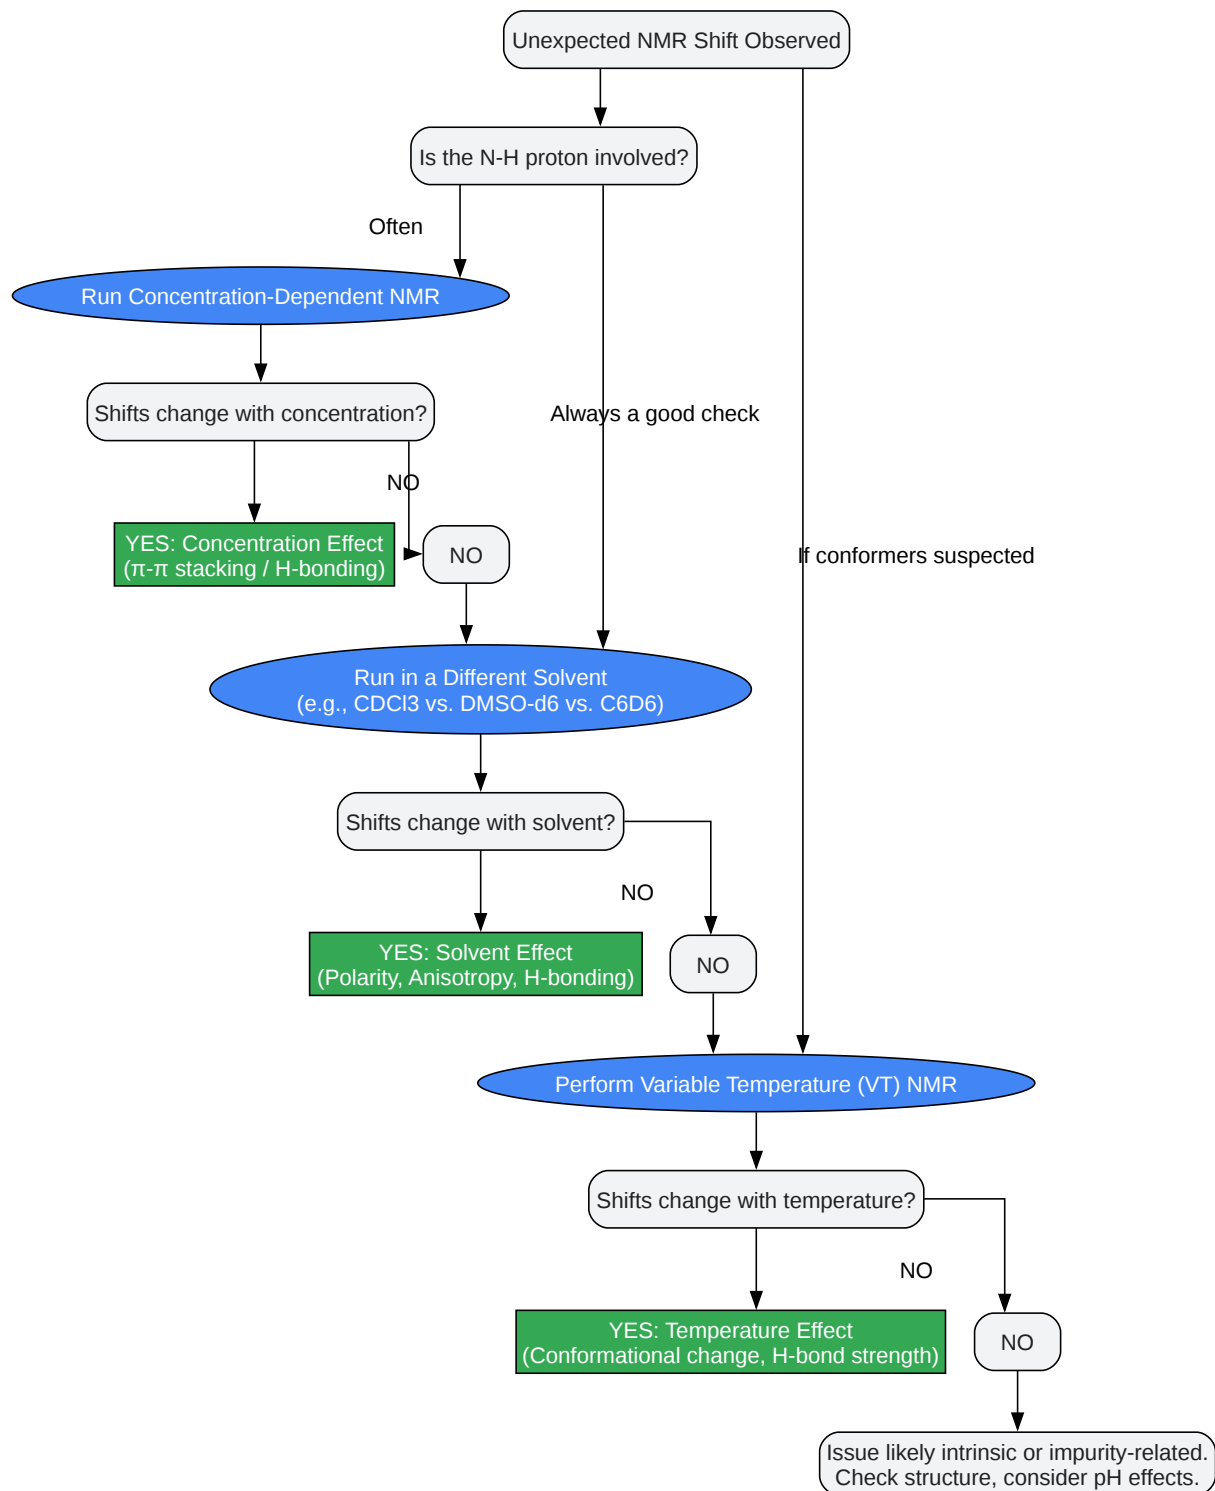 Unexpected NMR Shift Observed
Is the N-H proton involved?
Often
Run Concentration-Dependent NMR
Shifts change with concentration?
Always a good check
NO
YES: Concentration Effect
(π-π stacking / H-bonding)
NO
If conformers suspected
Run in a Different Solvent
(e.g., CDCl3 vs. DMSO-d6 vs. C6D6)
Shifts change with solvent?
NO
YES: Solvent Effect
(Polarity, Anisotropy, H-bonding)
NO
Perform Variable Temperature (VT) NMR
Shifts change with temperature?
NO
YES: Temperature Effect
(Conformational change, H-bond strength)
NO
Issue likely intrinsic or impurity-related.
Check structure, consider pH effects.